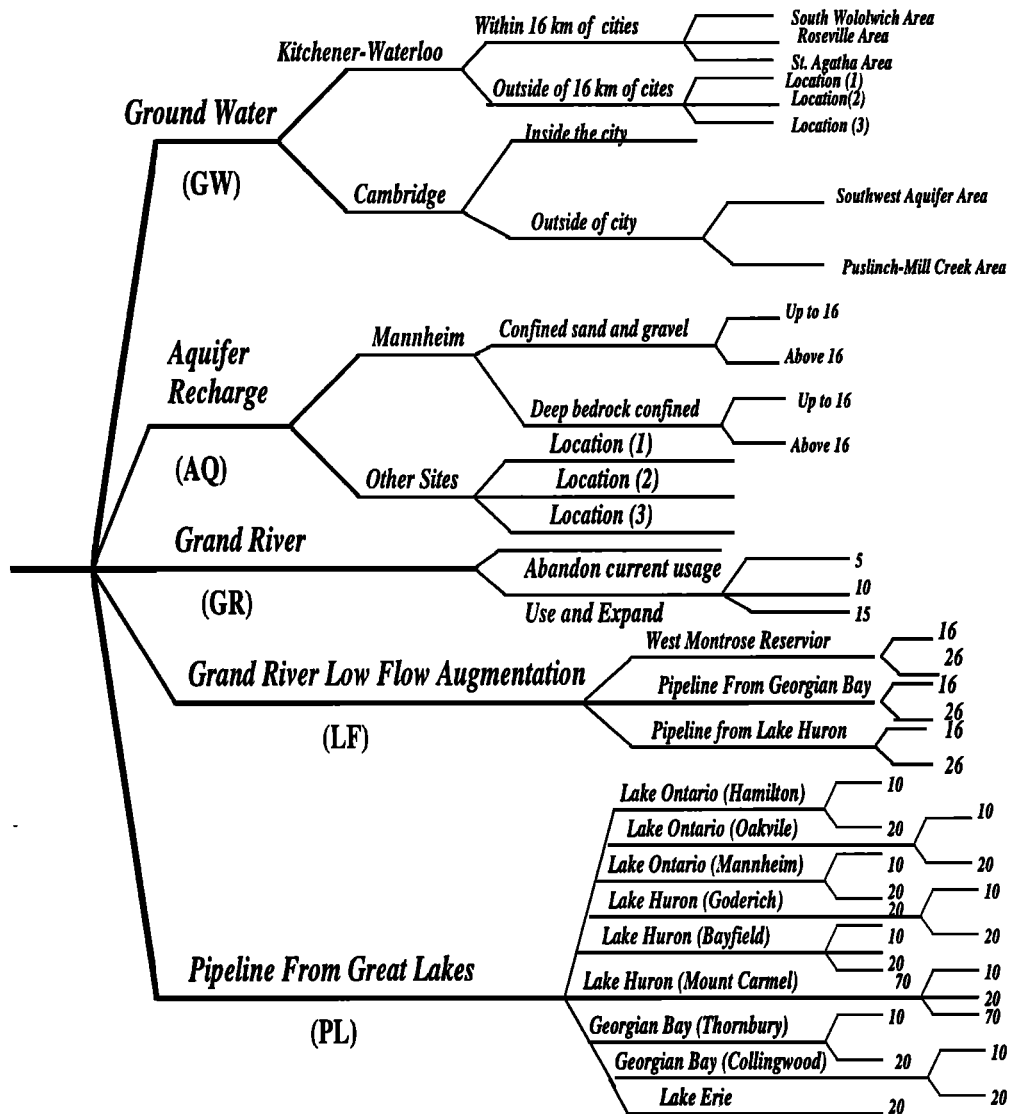 South Wololwich Area
Within 16 km of cities
Roseville Area
Kitchener-Waterloo
St. Agatha Area
Location (1)
Outside of 16 km of cites
Location(2)
Ground Water
Location (3)
Inside the city
(GW)
Cambridge
Southwest Aquifer Area
Outside of city
Puslinch-Mill Creek Area
Up to 16
Mannheim
Confined sand and gravel
Aquifer
Above 16
Recharge
Up to 16
Deep bedrock confined
Location (1)
Above 16
(AQ)
Other Sites
Location (2)
Location (3)
Grand River
Abandon current usage
5
10
(GR)
Use and Expand
15
West Montrose Reservior
16
26
Grand River Low Flow Augmentation
Pipeline From Georgian Bay
16
26
(LF)
Pipeline from Lake Huron
16
26
Lake Ontario (Hamilton)
10
Lake Ontario (Oakvile)
20
10
Lake Ontario (Mannheim)
10
20
20
Lake Huron (Goderich)
20
10
Lake Huron (Bayfield)
10
20
20
Pipeline From Great Lakes
Lake Huron (Mount Carmel)
70
10
20
70
(PL)
Georgian Bay (Thornbury)
10
Georgian Bay (Collingwood)
20
10
Lake Erie
20
20